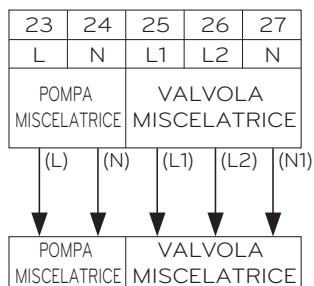 23 24 25 26 27
L N L1 L2 N
POMPA MISCELATRICE VALVOLA MISCELATRICE
(L) (N) (L1) (L2) (N1)
POMPA MISCELATRICE VALVOLA MISCELATRICE